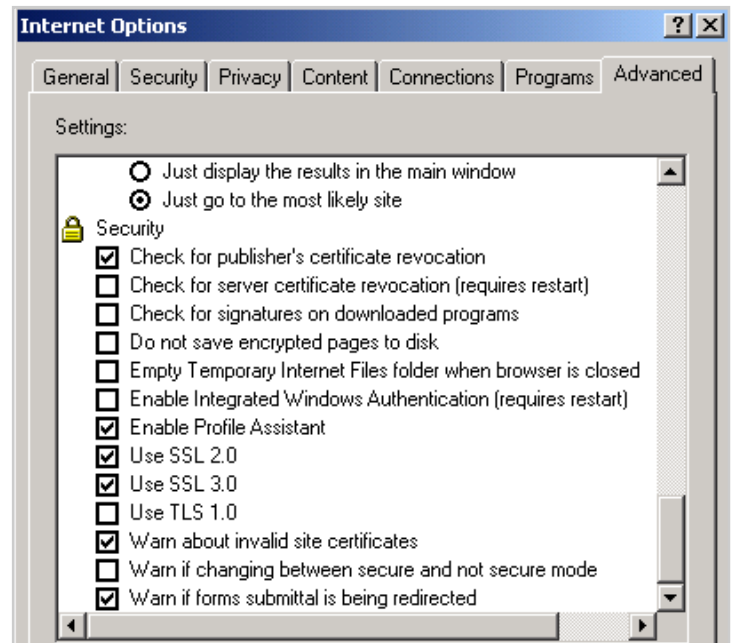 Internet Options
General Security Privacy Content Connections Programs Advanced
Settings:
Just display the results in the main window
Just go to the most likely site
Security
Check for publisher's certificate revocation
Check for server certificate revocation (requires restart)
Check for signatures on downloaded programs
Do not save encrypted pages to disk
Empty Temporary Internet Files folder when browser is closed
Enable Integrated Windows Authentication (requires restart)
Enable Profile Assistant
Use SSL 2.0
Use SSL 3.0
Use TLS 1.0
Warn about invalid site certificates
Warn if changing between secure and not secure mode
Warn if forms submittal is being redirected